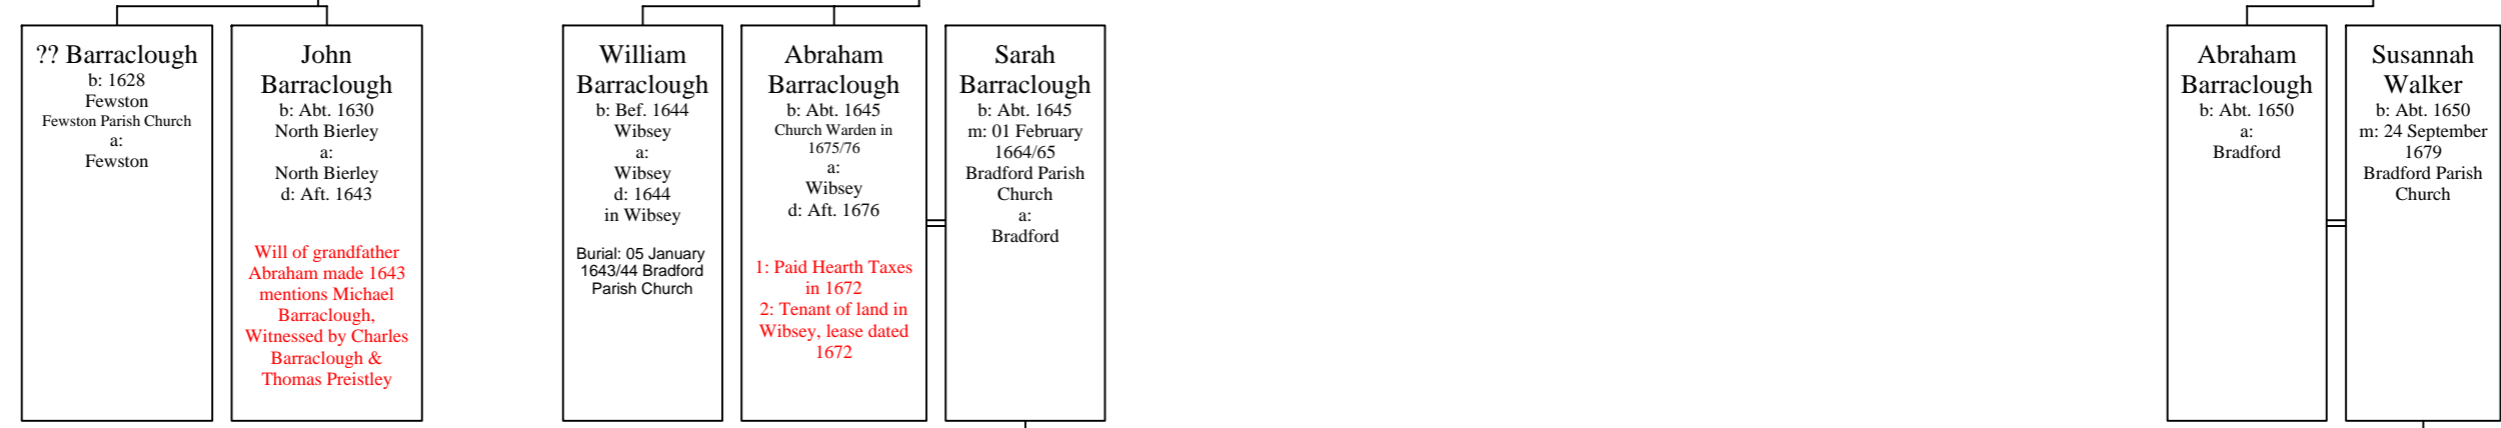 ?? Barraclough
b: 1628
Fewston
Fewston Parish Church
a:
Fewston
John
Barraclough
b: Abt. 1630
North Bierley
a:
North Bierley
d: Aft. 1643
Will of grandfather
Abraham made 1643
mentions Michael
Barraclough,
Witnessed by Charles
Barraclough &
Thomas Preistley
William
Barraclough
b: Bef. 1644
Wibsey
a:
Wibsey
d: 1644
in Wibsey
Burial: 05 January
1643/44 Bradford
Parish Church
Abraham
Barraclough
b: Abt. 1645
Church Warden in
1675/76
a:
Wibsey
d: Aft. 1676
1: Paid Hearth Taxes
in 1672
2: Tenant of land in
Wibsey, lease dated
1672
Sarah
Barraclough
b: Abt. 1645
m: 01 February
1664/65
Bradford Parish
Church
a:
Bradford
Abraham
Barraclough
b: Abt. 1650
a:
Bradford
Susannah
Walker
b: Abt. 1650
m: 24 September
1679
Bradford Parish
Church